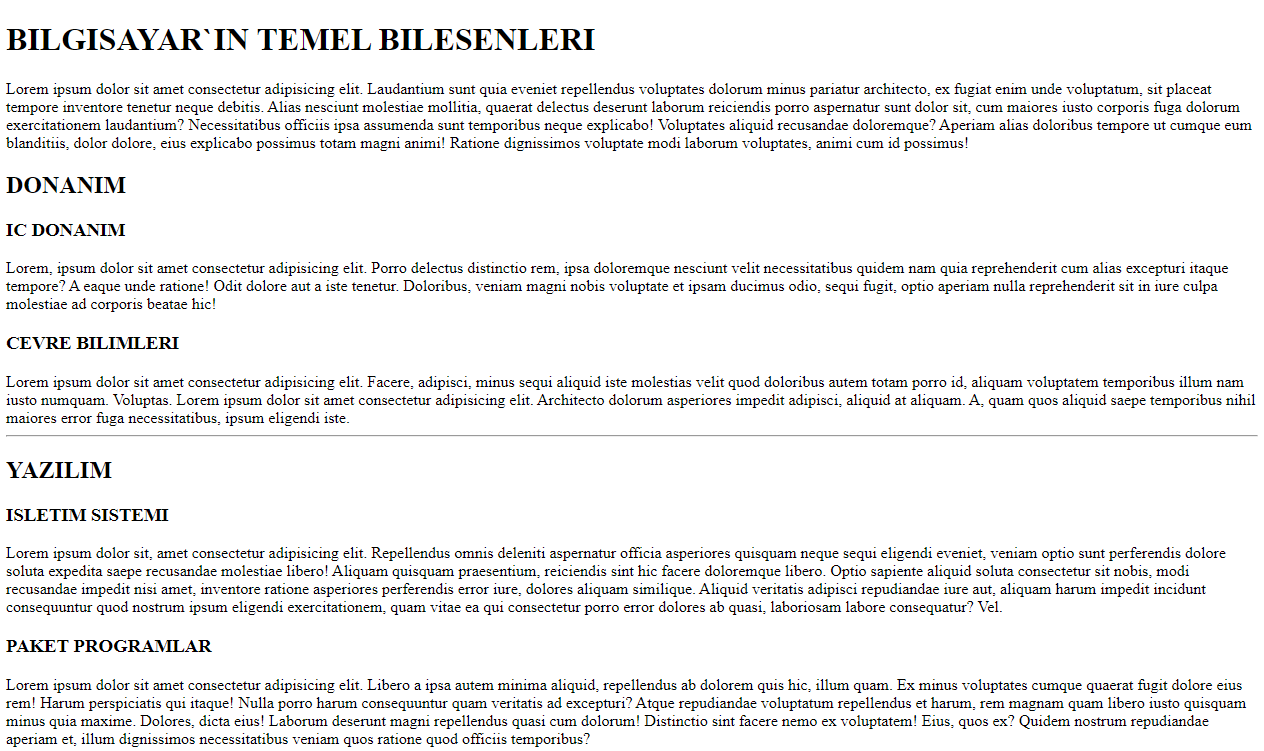 BILGISAYAR`IN TEMEL BILESENLERI
Lorem ipsum dolor sit amet consectetur adipisicing elit. Laudantium sunt quia eveniet repellendus voluptates dolorum minus pariatur architecto, ex fugiat enim unde voluptatum, sit placeat
tempore inventore tenetur neque debitis. Alias nesciunt molestiae mollitia, quaerat delectus deserunt laborum reiciendis porro aspernatur sunt dolor sit, cum maiores iusto corporis fuga dolorum
exercitationem laudantium? Necessitatibus officiis ipsa assumenda sunt temporibus neque explicabo! Voluptates aliquid recusandae doloremque? Aperiam alias doloribus tempore ut cumque eum
blanditiis, dolor dolore, eius explicabo possimus totam magni animi! Ratione dignissimos voluptate modi laborum voluptates, animi cum id possimus!
DONANIM
IC DONANIM
Lorem, ipsum dolor sit amet consectetur adipisicing elit. Porro delectus distinctio rem, ipsa doloremque nesciunt velit necessitatibus quidem nam quia reprehenderit cum alias excepturi itaque
tempore? A eaque unde ratione! Odit dolore aut a iste tenetur. Doloribus, veniam magni nobis voluptate et ipsam ducimus odio, sequi fugit, optio aperiam nulla reprehenderit sit in iure culpa
molestiae ad corporis beatae hic!
CEVRE BILIMLERI
Lorem ipsum dolor sit amet consectetur adipisicing elit. Facere, adipisci, minus sequi aliquid iste molestias velit quod doloribus autem totam porro id, aliquam voluptatem temporibus illum nam
iusto numquam. Voluptas. Lorem ipsum dolor sit amet consectetur adipisicing elit. Architecto dolorum asperiores impedit adipisci, aliquid at aliquam. A, quam quos aliquid saepe temporibus nihil
maiores error fuga necessitatibus, ipsum eligendi iste.
YAZILIM
ISLETIM SISTEMI
Lorem ipsum dolor sit, amet consectetur adipisicing elit. Repellendus omnis deleniti aspernatur officia asperiores quisquam neque sequi eligendi eveniet, veniam optio sunt perferendis dolore
soluta expedita saepe recusandae molestiae libero! Aliquam quisquam praesentium, reiciendis sint hic facere doloremque libero. Optio sapiente aliquid soluta consectetur sit nobis, modi
recusandae impedit nisi amet, inventore ratione asperiores perferendis error iure, dolores aliquam similique. Aliquid veritatis adipisci repudiandae iure aut, aliquam harum impedit incidunt
consequuntur quod nostrum ipsum eligendi exercitationem, quam vitae ea qui consectetur porro error dolores ab quasi, laboriosam labore consequatur? Vel.
PAKET PROGRAMLAR
Lorem ipsum dolor sit amet consectetur adipisicing elit. Libero a ipsa autem minima aliquid, repellendus ab dolorem quis hic, illum quam. Ex minus voluptates cumque quaerat fugit dolore eius
rem! Harum perspiciatis qui itaque! Nulla porro harum consequuntur quam veritatis ad excepturi? Atque repudiandae voluptatum repellendus et harum, rem magnam quam libero iusto quisquam
minus quia maxime. Dolores, dicta eius! Laborum deserunt magni repellendus quasi cum dolorum! Distinctio sint facere nemo ex voluptatem! Eius, quos ex? Quidem nostrum repudiandae
aperiam et, illum dignissimos necessitatibus veniam quos ratione quod officiis temporibus?